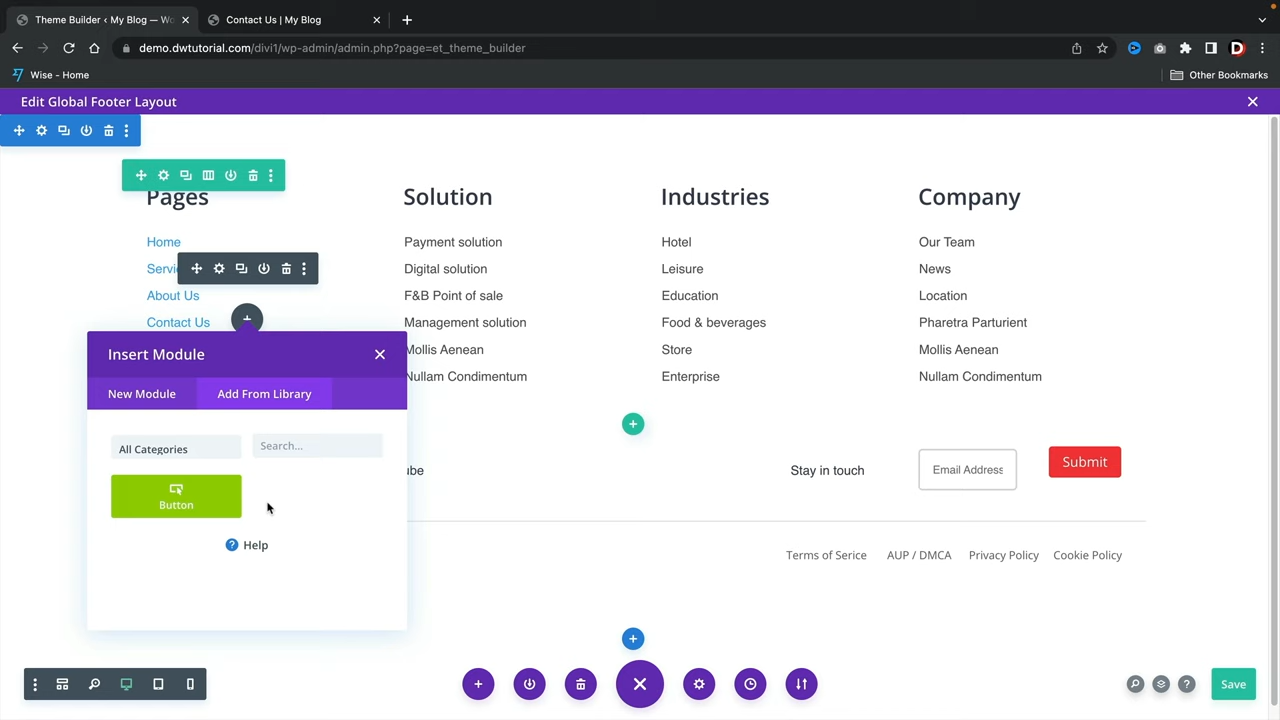 Theme Builder ‹ My Blog — Wo
Contact Us | My Blog
demo.dwtutorial.com/divi1/wp-admin/admin.php?page=et_theme_builder
Wise - Home
Other Bookmarks
Edit Global Footer Layout
Pages
Solution
Industries
Company
Home
Payment solution
Hotel
Our Team
Servi
Digital solution
Leisure
News
About Us
F&B Point of sale
Education
Location
Contact Us
Management solution
Food & beverages
Pharetra Parturient
Mollis Aenean
Store
Mollis Aenean
Nullam Condimentum
Enterprise
Nullam Condimentum
Insert Module
New Module
Add From Library
All Categories
Search...
Button
Help
ube
Stay in touch
Email Address
Submit
Terms of Serice
AUP / DMCA
Privacy Policy
Cookie Policy
Save